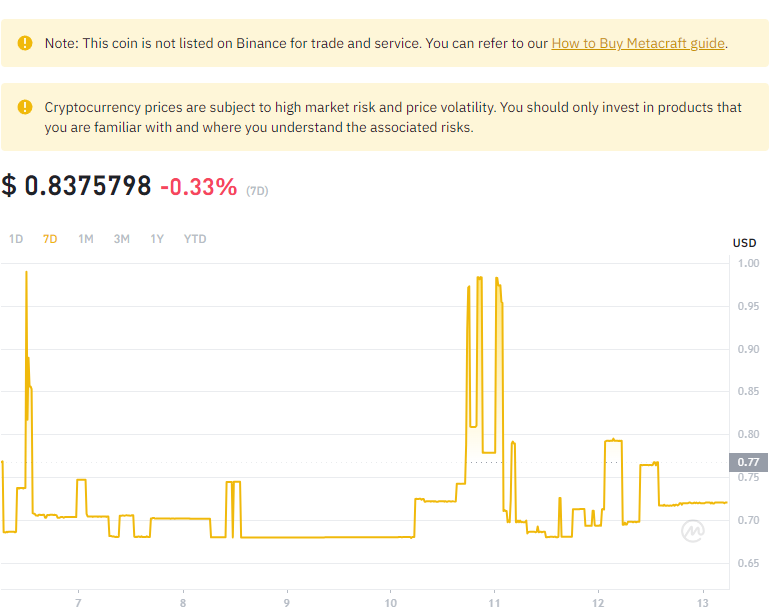 Note: This coin is not listed on Binance for trade and service. You can refer to our How to Buy Metacraft guide.
Cryptocurrency prices are subject to high market risk and price volatility. You should only invest in products that
you are familiar with and where you understand the associated risks.
$ 0.8375798 -0.33% (7D)
1D 7D 1M 3M 1Y YTD
USD
1.00
0.95
0.90
0.85
0.80
0.77
0.75
0.70
0.65
7 8 9 10 11 12 13